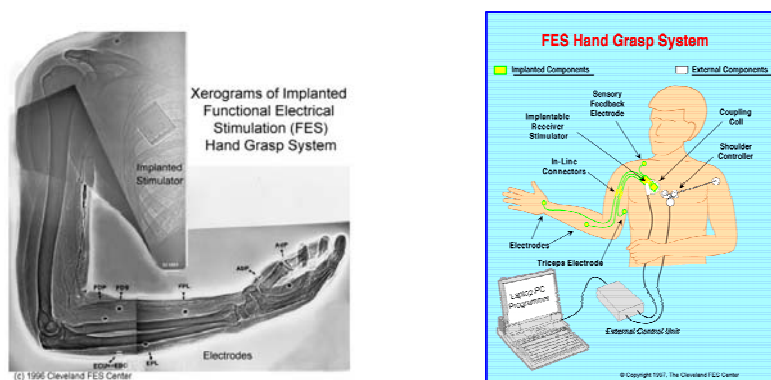 Xerograms of Implanted
Functional Electrical
Stimulation (FES)
Hand Grasp System
Implanted
Stimulator
AdP
AbP
FDP
FDS
FPL
ECU
EDC
EPL
Electrodes
(c) 1996 Cleveland FES Center
FES Hand Grasp System
Implanted Components
External Components
Sensory
Feedback
Electrode
Implantable
Receiver
Stimulator
Coupling
Coil
Shoulder
Controller
In-Line
Connectors
Electrodes
Triceps Electrode
Laptop PC
Programmer
External Control Unit
© Copyright 1997, The Cleveland FES Center